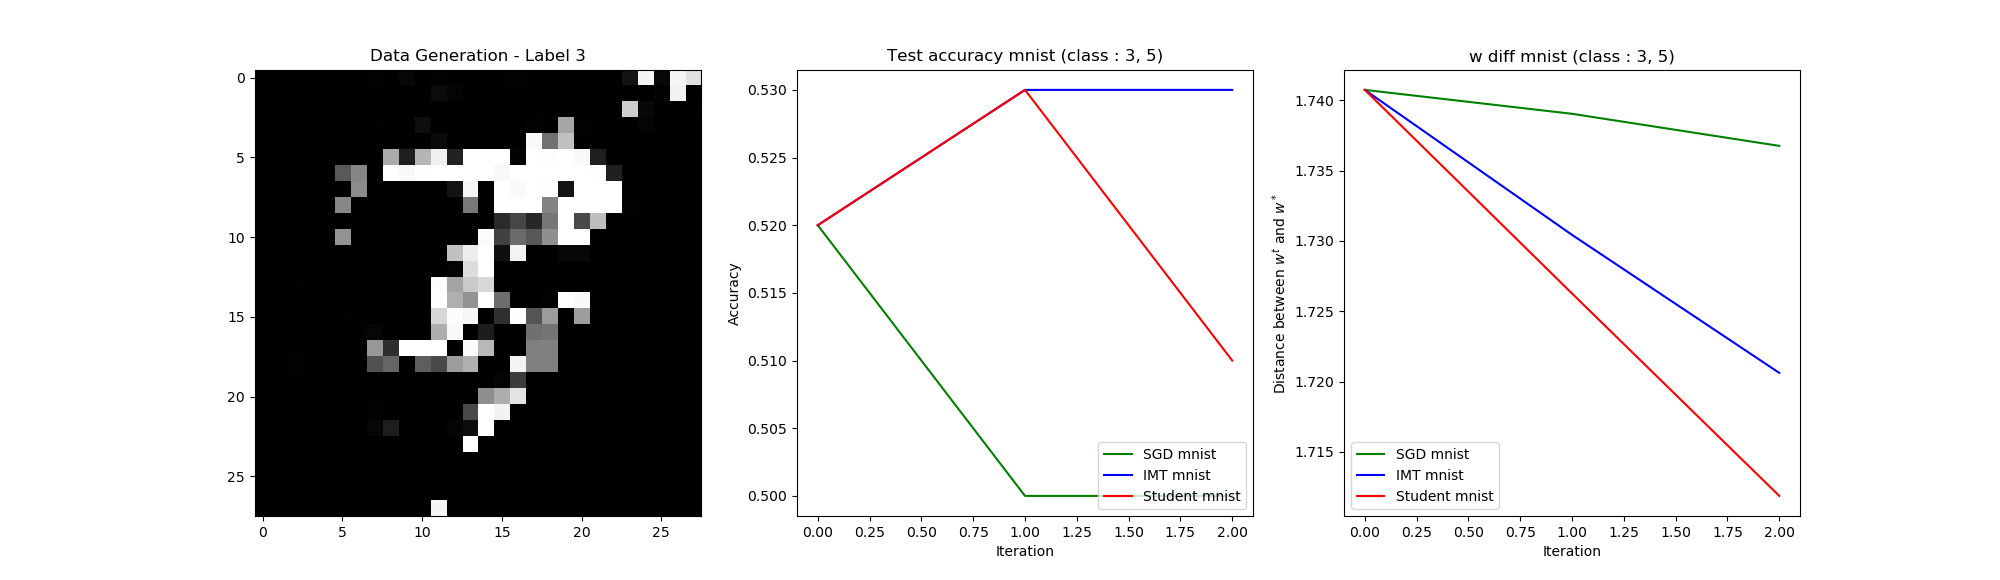 Data Generation - Label 3
0
5
10
15
20
25
0 5 10 15 20 25
Test accuracy mnist (class : 3, 5)
Accuracy
0.530
0.525
0.520
0.515
0.510
0.505
0.500
SGD mnist
IMT mnist
Student mnist
0.00 0.25 0.50 0.75 1.00 1.25 1.50 1.75 2.00
Iteration
w diff mnist (class : 3, 5)
Distance between w^t and w^*
1.740
1.735
1.730
1.725
1.720
1.715
SGD mnist
IMT mnist
Student mnist
0.00 0.25 0.50 0.75 1.00 1.25 1.50 1.75 2.00
Iteration